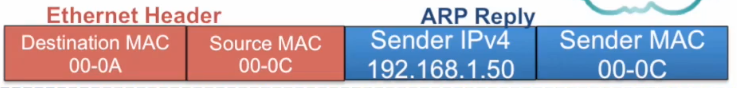 Ethernet Header
ARP Reply
Destination MAC
00-0A
Source MAC
00-0C
Sender IPv4
192.168.1.50
Sender MAC
00-0C